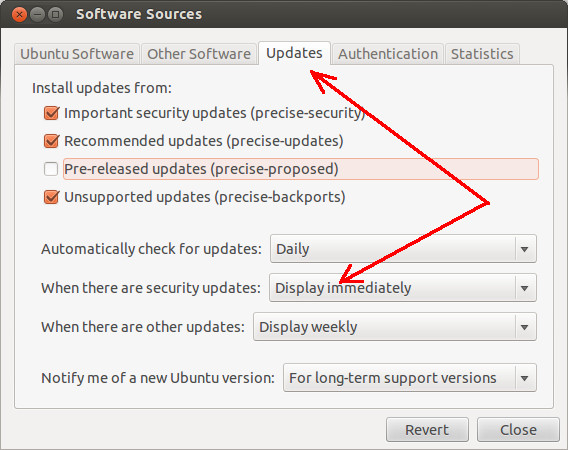 Software Sources
Ubuntu Software Other Software Updates Authentication Statistics
Install updates from:
Important security updates (precise-security)
Recommended updates (precise-updates)
Pre-released updates (precise-proposed)
Unsupported updates (precise-backports)
Automatically check for updates: Daily
When there are security updates: Display immediately
When there are other updates: Display weekly
Notify me of a new Ubuntu version: For long-term support versions
Revert Close